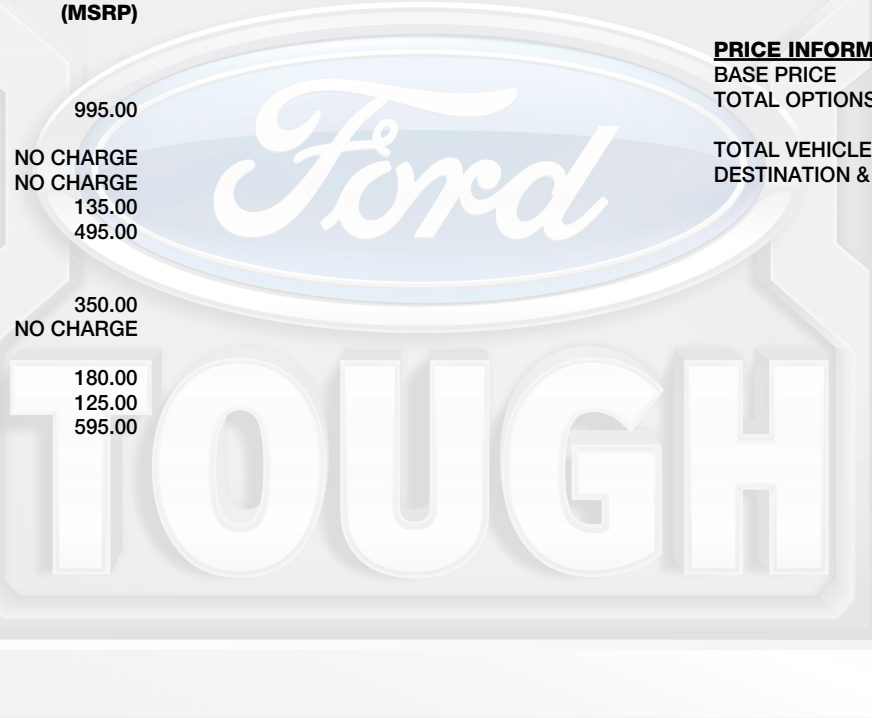 (MSRP)
995.00
NO CHARGE
NO CHARGE
135.00
495.00
350.00
NO CHARGE
180.00
125.00
595.00
PRICE INFORM
BASE PRICE
TOTAL OPTIONS
TOTAL VEHICLE
DESTINATION &
Ford
TOUGH